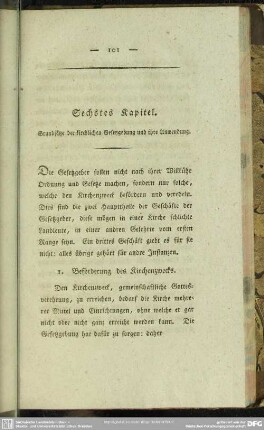 — 101 —
Sechstes Kapitel.
Grundsätze der kirchlichen Gesetzgebung und ihre Anwendung.
Die Gesetzgeber sollen nicht nach ihrer Willkühr
Ordnung und Gesetze machen, sondern nur solche,
welche den Kirchenzweck befördern und veredeln.
Dies sind die zwei Haupttheile der Geschäfte der
Gesetzgeber, diese mögen in einer Kirche schlichte
Landleute, in einer andren Gelehrte vom ersten
Range seyn. Ein drittes Geschäft giebt es für sie
nicht: alles übrige gehört für andre Instanzen.
1. Beförderung des Kirchenzwecks.
Den Kirchenzweck, gemeinschaftliche Gottes-
verehrung, zu erreichen, bedarf die Kirche mehre-
rer Mittel und Einrichtungen, ohne welche er gar
nicht oder nicht ganz erreicht werden kann. Die
Gesetzgebung hat dafür zu sorgen: daher
DFG